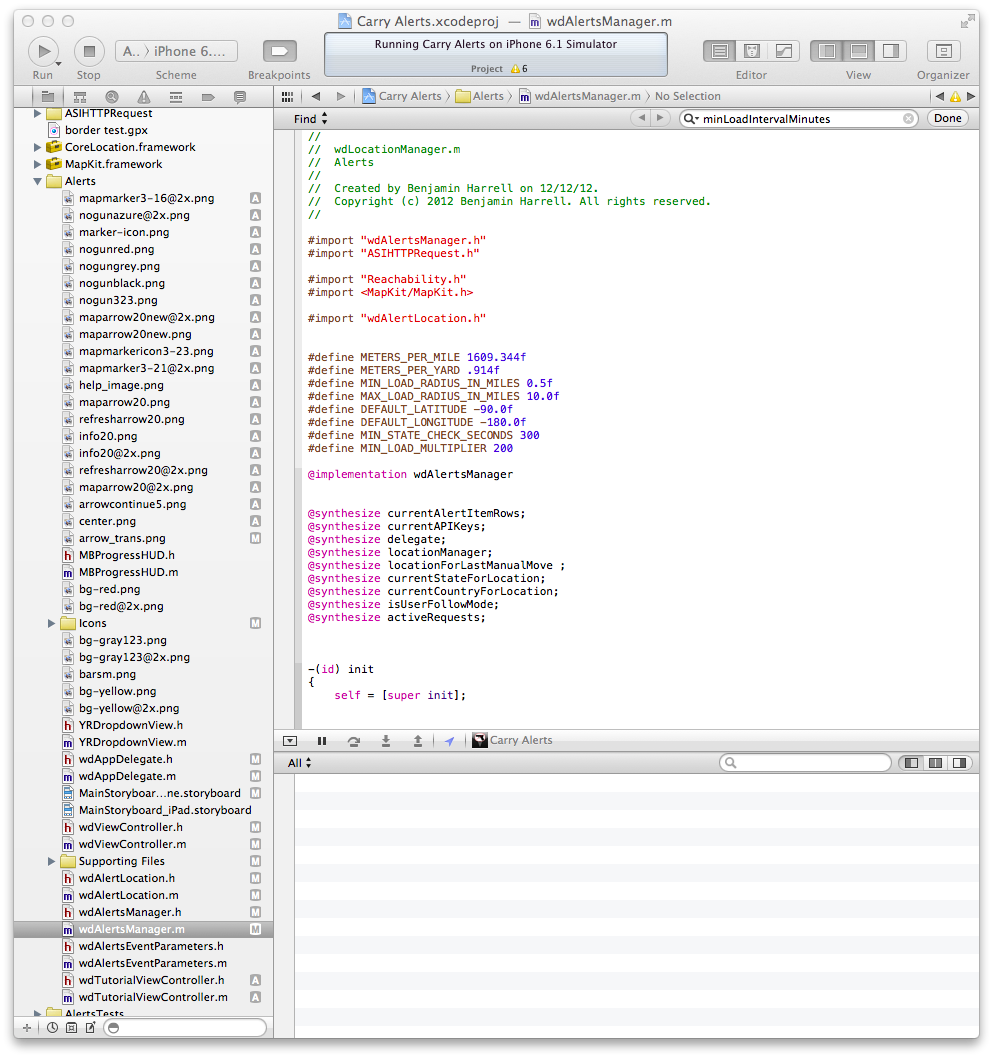 Carry Alerts.xcodeproj — wdAlertsManager.m
A.. 〉 iPhone 6....
Running Carry Alerts on iPhone 6.1 Simulator
Project 6
Run Stop Scheme Breakpoints Editor View Organizer
Carry Alerts 〉 Alerts 〉 wdAlertsManager.m 〉 No Selection
Find minLoadIntervalMinutes Done
ASIHTTPRequest
border test.gpx
CoreLocation.framework
MapKit.framework
Alerts
mapmarker3-16@2x.png A
nogunazure@2x.png A
marker-icon.png A
nogunred.png A
nogungrey.png A
nogunblack.png A
nogun323.png A
maparrow20new@2x.png A
maparrow20new.png A
mapmarkericon3-23.png A
mapmarker3-21@2x.png A
help_image.png A
maparrow20.png A
refresharrow20.png A
info20.png A
info20@2x.png A
refresharrow20@2x.png A
maparrow20@2x.png A
arrowcontinue5.png A
center.png A
arrow_trans.png M
h MBProgressHUD.h
m MBProgressHUD.m
bg-red.png
bg-red@2x.png
Icons M
bg-gray123.png
bg-gray123@2x.png
barsm.png
bg-yellow.png
bg-yellow@2x.png
h YRDropdownView.h
m YRDropdownView.m
h wdAppDelegate.h M
m wdAppDelegate.m M
MainStoryboar...ne.storyboard M
MainStoryboard_iPad.storyboard
h wdViewController.h M
m wdViewController.m M
Supporting Files M
h wdAlertLocation.h M
m wdAlertLocation.m M
h wdAlertsManager.h M
m wdAlertsManager.m M
h wdAlertsEventParameters.h
m wdAlertsEventParameters.m
h wdTutorialViewController.h A
m wdTutorialViewController.m A
AlertsTests
//
// wdLocationManager.m
// Alerts
//
// Created by Benjamin Harrell on 12/12/12.
// Copyright (c) 2012 Benjamin Harrell. All rights reserved.
//
#import "wdAlertsManager.h"
#import "ASIHTTPRequest.h"
#import "Reachability.h"
#import <MapKit/MapKit.h>
#import "wdAlertLocation.h"
#define METERS_PER_MILE 1609.344f
#define METERS_PER_YARD .914f
#define MIN_LOAD_RADIUS_IN_MILES 0.5f
#define MAX_LOAD_RADIUS_IN_MILES 10.0f
#define DEFAULT_LATITUDE -90.0f
#define DEFAULT_LONGITUDE -180.0f
#define MIN_STATE_CHECK_SECONDS 300
#define MIN_LOAD_MULTIPLIER 200
@implementation wdAlertsManager
@synthesize currentAlertItemRows;
@synthesize currentAPIKeys;
@synthesize delegate;
@synthesize locationManager;
@synthesize locationForLastManualMove ;
@synthesize currentStateForLocation;
@synthesize currentCountryForLocation;
@synthesize isUserFollowMode;
@synthesize activeRequests;
-(id) init
{
self = [super init];
Carry Alerts
All